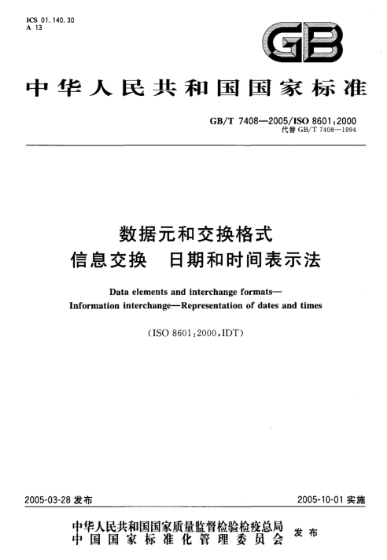 ICS 01.140.30
A 13
GB
中华人民共和国国家标准
GB/T 7408—2005/ISO 8601:2000
代替 GB/T 7408—1994
数据元和交换格式
信息交换 日期和时间表示法
Data elements and interchange formats—
Information interchange—Representation of dates and times
(ISO 8601:2000,IDT)
2005-03-28 发布
2005-10-01 实施
中华人民共和国国家质量监督检验检疫总局
中国国家标准化管理委员会
发布